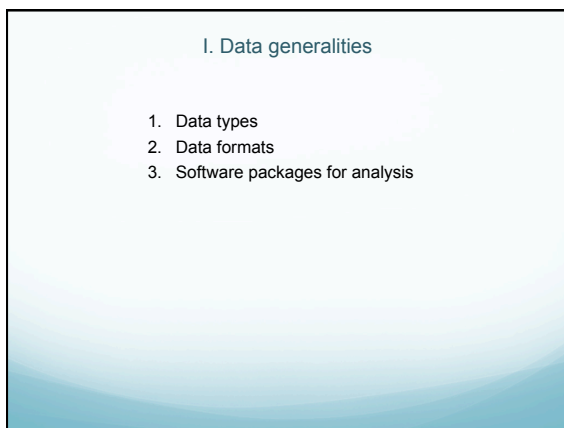 I. Data generalities
1. Data types
2. Data formats
3. Software packages for analysis